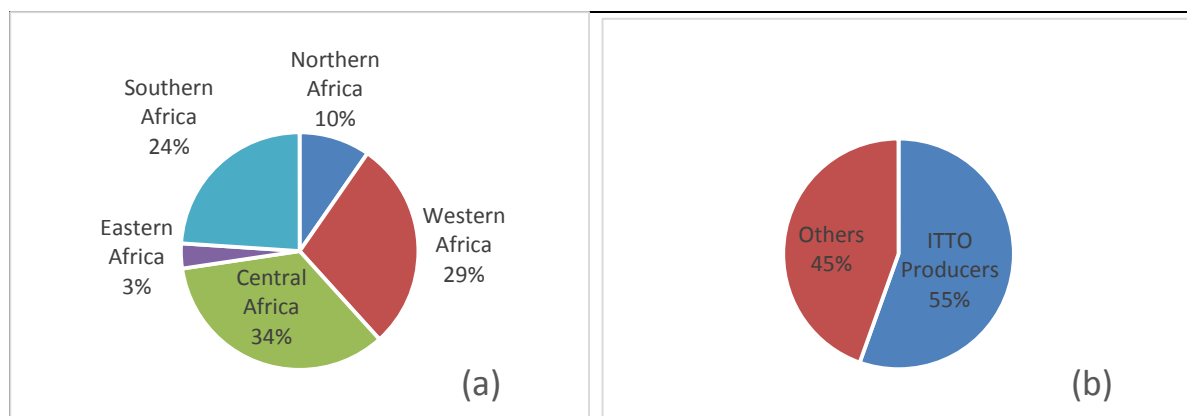 Northern
Africa
10%
Southern
Africa
24%
Western
Africa
29%
Eastern
Africa
3%
Central
Africa
34%
(a)
Others
45%
ITTO
Producers
55%
(b)